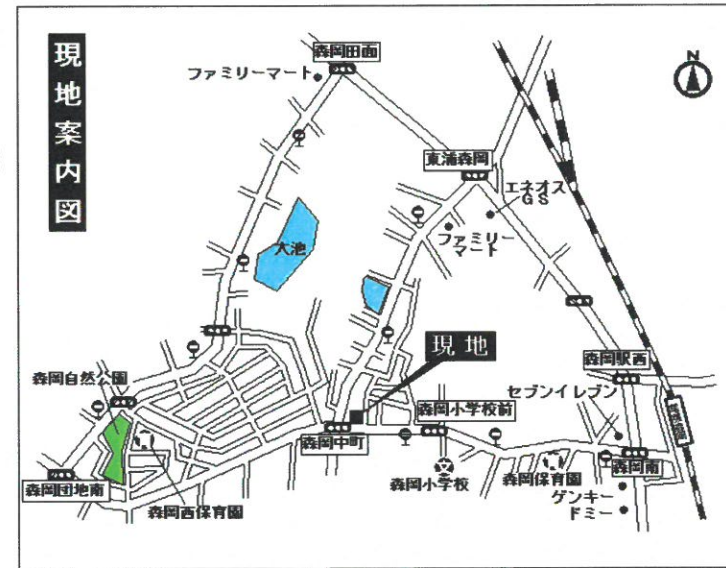 現地案内図
N
森岡田面
ファミリーマート
東浦森岡
エネオス
GS
ファミリー
マート
大池
現地
森岡駅西
セブンイレブン
森岡自然公園
森岡小学校前
森岡中町
森岡南
森岡団地南
森岡西保育園
森岡小学校
森岡保育園
ゲンキー
ドミー